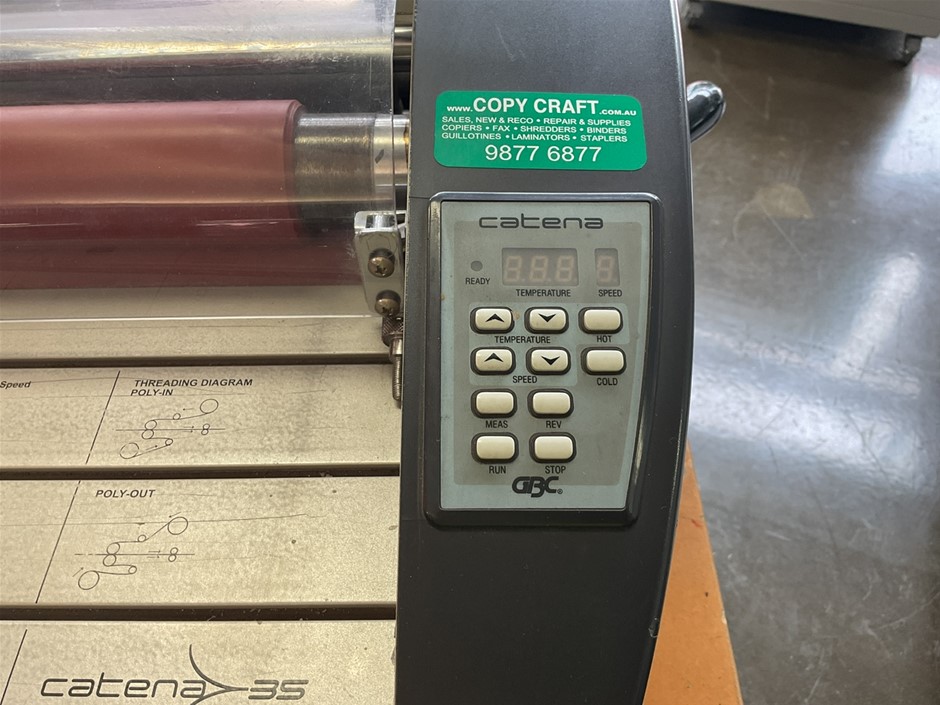 www.COPY CRAFT.COM.AU
SALES, NEW & RECO • REPAIR & SUPPLIES
COPIERS • FAX • SHREDDERS • BINDERS
GUILLOTINES • LAMINATORS • STAPLERS
9877 6877
catena
READY
TEMPERATURE SPEED
TEMPERATURE
HOT
SPEED
COLD
MEAS REV
RUN STOP
GBC®
Speed
THREADING DIAGRAM
POLY-IN
POLY-OUT
catena 35